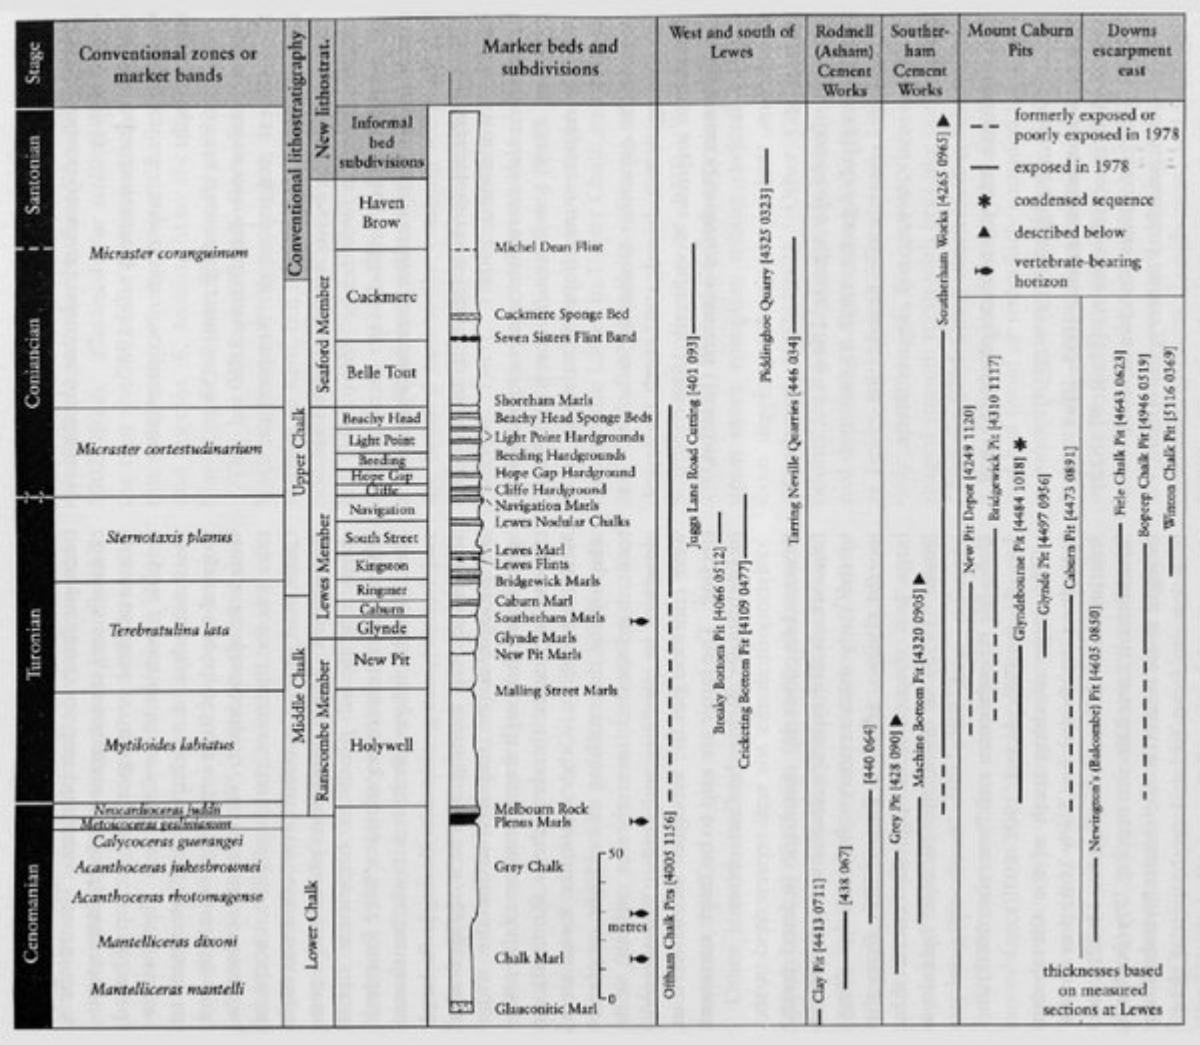 Stage
Conventional zones or
marker bands
Conventional lithostratigraphy
New lithostrat.
Marker beds and
subdivisions
West and south of
Lewes
Rodmell
(Asham)
Cement
Works
Souther-
ham
Cement
Works
Mount Caburn
Pits
Downs
escarpment
east
formerly exposed or
poorly exposed in 1978
exposed in 1978
condensed sequence
described below
vertebrate-bearing
horizon
Santonian
Coniancian
Turonian
Cenomanian
Micraster coranguinum
Micraster cortestudinarium
Sternotaxis planus
Terebratulina lata
Mytiloides labiatus
Neocardioceras juddii
Metoicoceras geslinianum
Calycoceras guerangei
Acanthoceras jukesbrownei
Acanthoceras rhotomagense
Mantelliceras dixoni
Mantelliceras mantelli
Upper Chalk
Middle Chalk
Lower Chalk
Seaford Member
Lewes Member
Ranscombe Member
Informal
bed
subdivisions
Haven
Brow
Cuckmere
Belle Tout
Beachy Head
Light Point
Beeding
Hope Gap
Cliffe
Navigation
South Street
Kingston
Ringmer
Caburn
Glynde
New Pit
Holywell
Michel Dean Flint
Cuckmere Sponge Bed
Seven Sisters Flint Band
Shoreham Marls
Beachy Head Sponge Beds
Light Point Hardgrounds
Beeding Hardgrounds
Hope Gap Hardground
Cliffe Hardground
Navigation Marls
Lewes Nodular Chalks
Lewes Marl
Lewes Flints
Bridgewick Marls
Caburn Marl
Southerham Marls
Glynde Marls
New Pit Marls
Malling Street Marls
Melbourn Rock
Plenus Marls
Grey Chalk
Chalk Marl
Glauconitic Marl
50
metres
0
Offham Chalk Pits [4005 1156]
Juggs Lane Road Cutting [401 093]
Breaky Bottom Pit [4066 0512]
Cricketing Bottom Pit [4109 0477]
Piddinghoe Quarry [4325 0323]
Tarring Neville Quarries [446 034]
Clay Pit [4413 0711]
[438 067]
[440 064]
Grey Pit [428 090]
Machine Bottom Pit [4320 0905]
Southerham Works [4265 0965]
New Pit Depot [4249 1120]
Bridgewick Pit [4310 1117]
Glyndebourne Pit [4484 1018]
Glynde Pit [4497 0936]
Caburn Pit [4473 0891]
Newington's (Balcombe) Pit [4605 0850]
Firle Chalk Pit [4643 0623]
Bopeep Chalk Pit [4946 0519]
Winton Chalk Pit [5116 0369]
thicknesses based
on measured
sections at Lewes